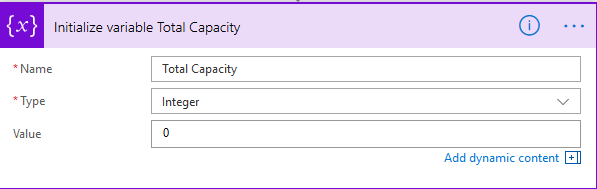 {x} Initialize variable Total Capacity
* Name Total Capacity
* Type Integer
Value 0
Add dynamic content